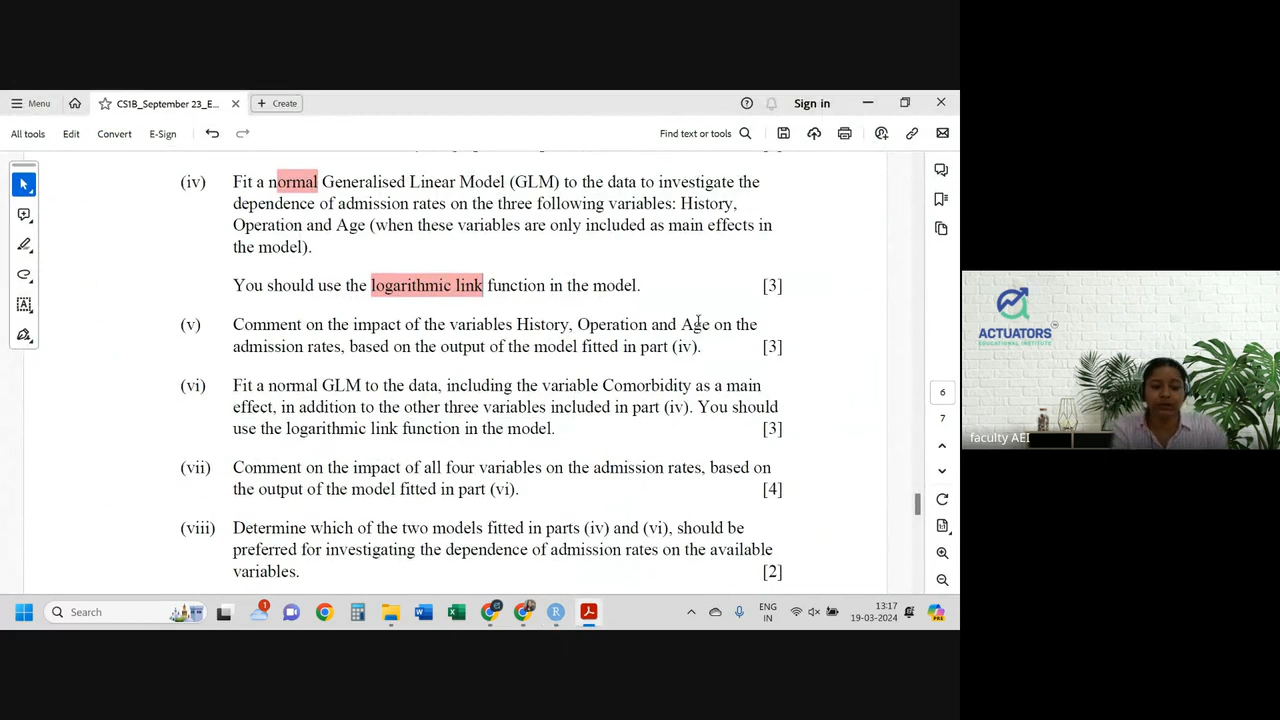 Menu
CS1B_September 23_E...
Create
Sign in
All tools
Edit
Convert
E-Sign
Find text or tools
(iv) Fit a normal Generalised Linear Model (GLM) to the data to investigate the
dependence of admission rates on the three following variables: History,
Operation and Age (when these variables are only included as main effects in
the model).
You should use the logarithmic link function in the model. [3]
(v) Comment on the impact of the variables History, Operation and Age on the
admission rates, based on the output of the model fitted in part (iv). [3]
(vi) Fit a normal GLM to the data, including the variable Comorbidity as a main
effect, in addition to the other three variables included in part (iv). You should
use the logarithmic link function in the model. [3]
(vii) Comment on the impact of all four variables on the admission rates, based on
the output of the model fitted in part (vi). [4]
(viii) Determine which of the two models fitted in parts (iv) and (vi), should be
preferred for investigating the dependence of admission rates on the available
variables. [2]
6
7
ACTUATORS
EDUCATIONAL INSTITUTE
faculty AEI
Search
1
ENG
IN
13:17
19-03-2024